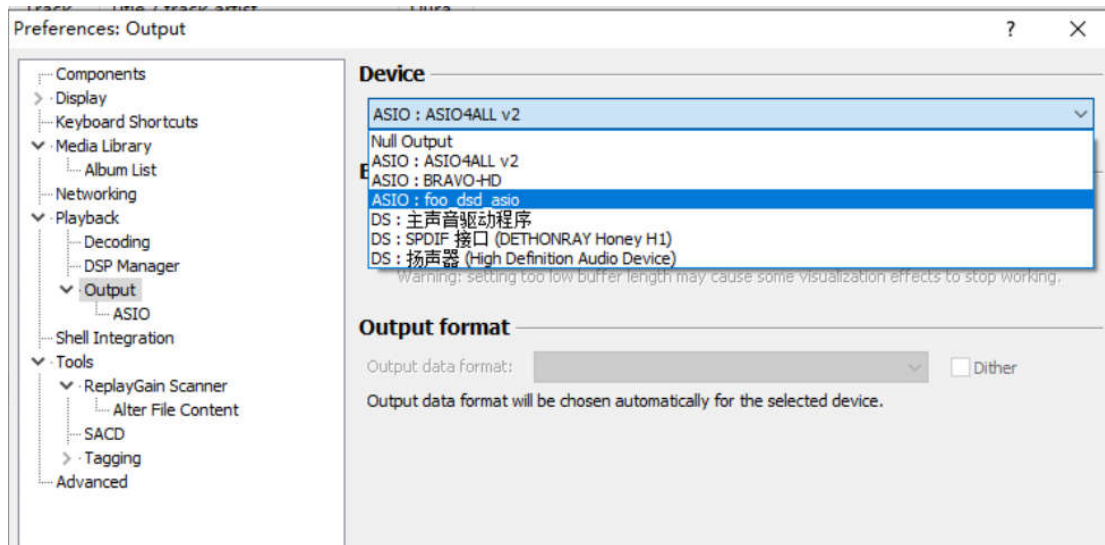 Preferences: Output
?
Components
Display
Keyboard Shortcuts
Media Library
Album List
Networking
Playback
Decoding
DSP Manager
Output
ASIO
Shell Integration
Tools
ReplayGain Scanner
Alter File Content
SACD
Tagging
Advanced
Device
ASIO : ASIO4ALL v2
Null Output
ASIO : ASIO4ALL v2
ASIO : BRAVO-HD
ASIO : foo_dsd_asio
DS : 主声音驱动程序
DS : SPDIF 接口 (DETHONRAY Honey H1)
DS : 扬声器 (High Definition Audio Device)
Warning: setting too low buffer length may cause some visualization effects to stop working.
Output format
Output data format:
Dither
Output data format will be chosen automatically for the selected device.